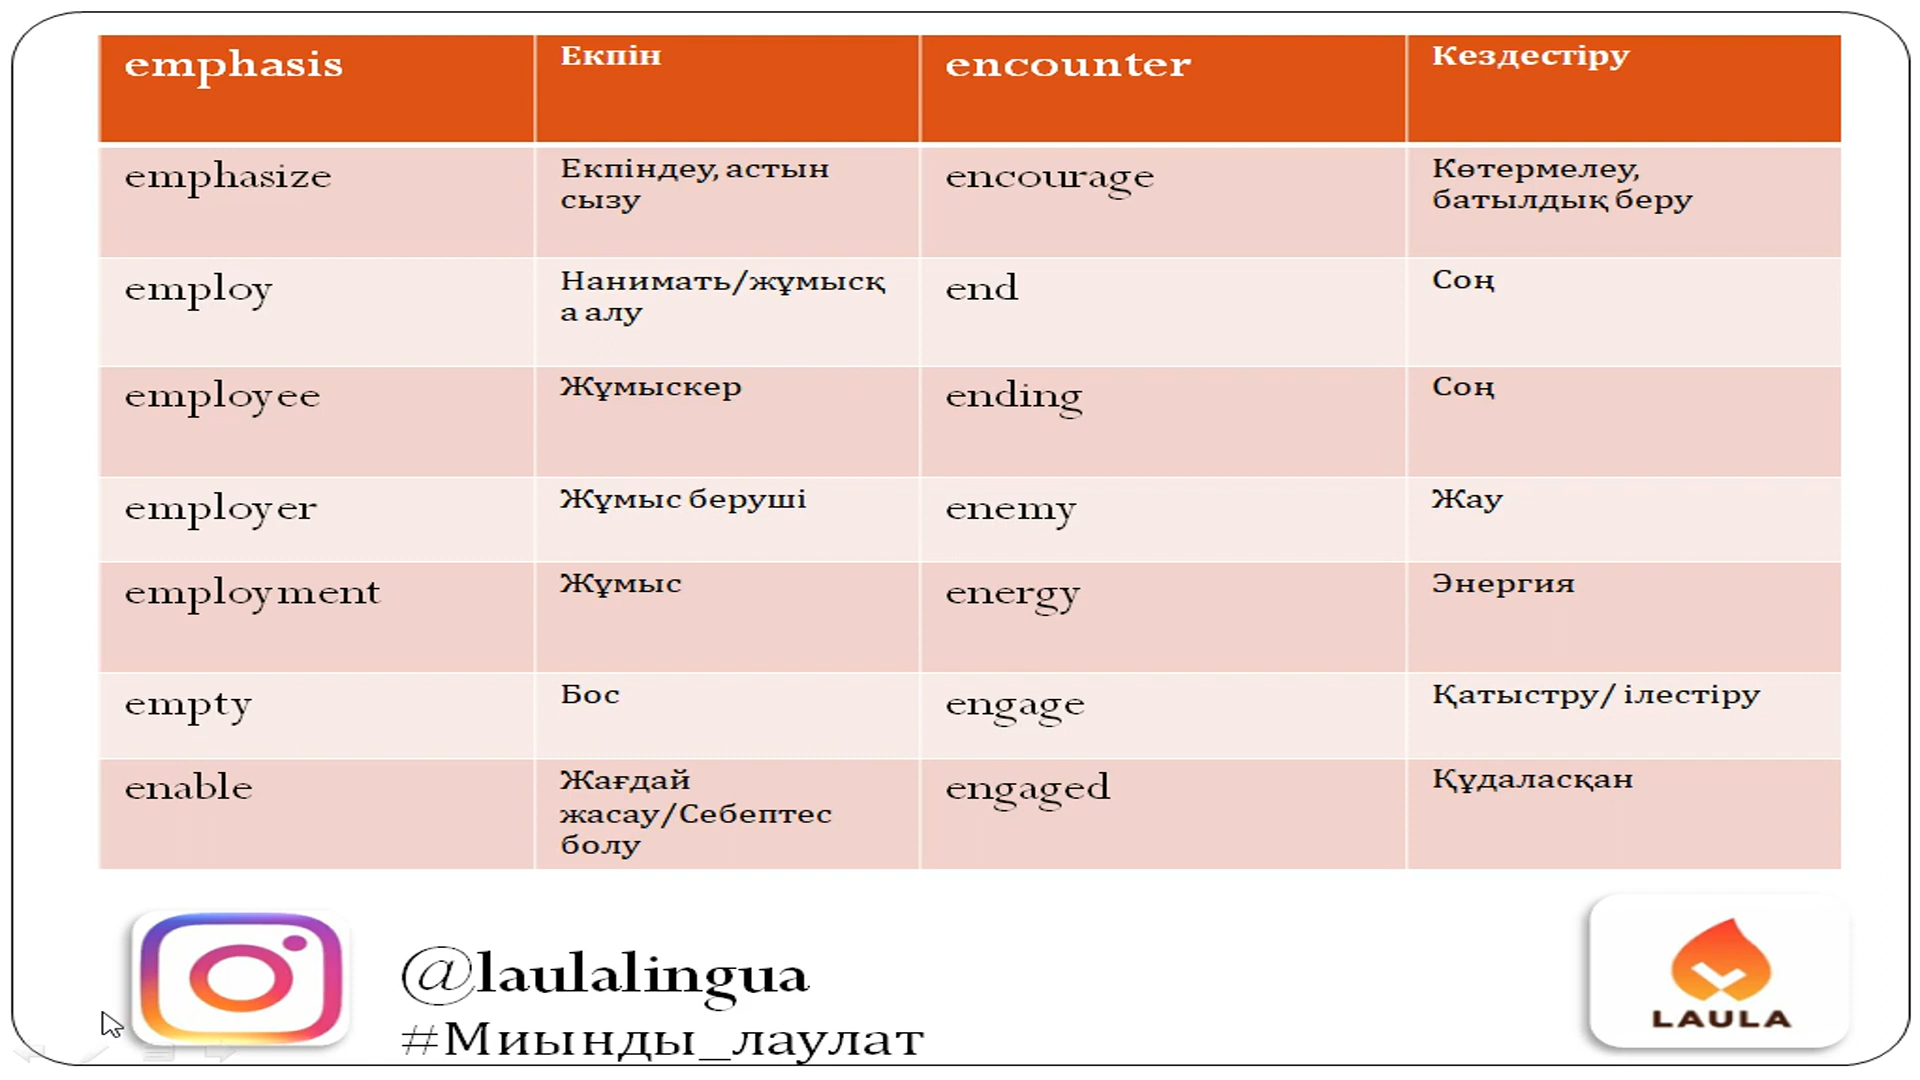 emphasis Екпін encounter Кездестіру
emphasize Екпіндеу, астын сызу encourage Көтермелеу, батылдық беру
employ Нанимать/жұмысқа алу end Соң
employee Жұмыскер ending Соң
employer Жұмыс беруші enemy Жау
employment Жұмыс energy Энергия
empty Бос engage Қатыстру/ ілестіру
enable Жағдай жасау/Себептес болу engaged Құдаласқан
@laulalingua
#Миынды_лаулат
LAULA